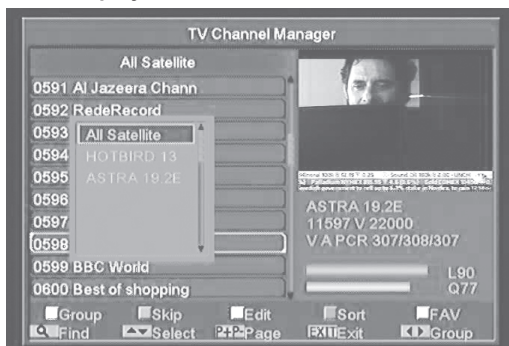 TV Channel Manager
All Satellite
0591 Al Jazeera Chann
0592 RedeRecord
0593
0594
0595
0596
0597
0598
0599 BBC World
0600 Best of shopping
All Satellite
HOTBIRD 13
ASTRA 19.2E
ASTRA 19.2E
11597 V 22000
V A PCR 307/308/307
L90
Q77
Group Skip Edit Sort FAV
Find Select P+P- Page EXIT Exit Group